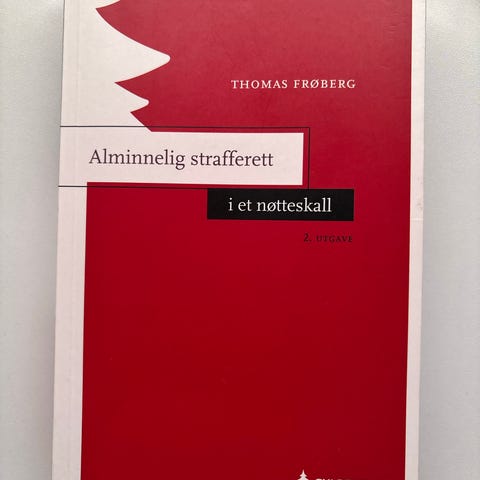 THOMAS FRØBERG
Alminnelig strafferett
i et nøtteskall
2. UTGAVE